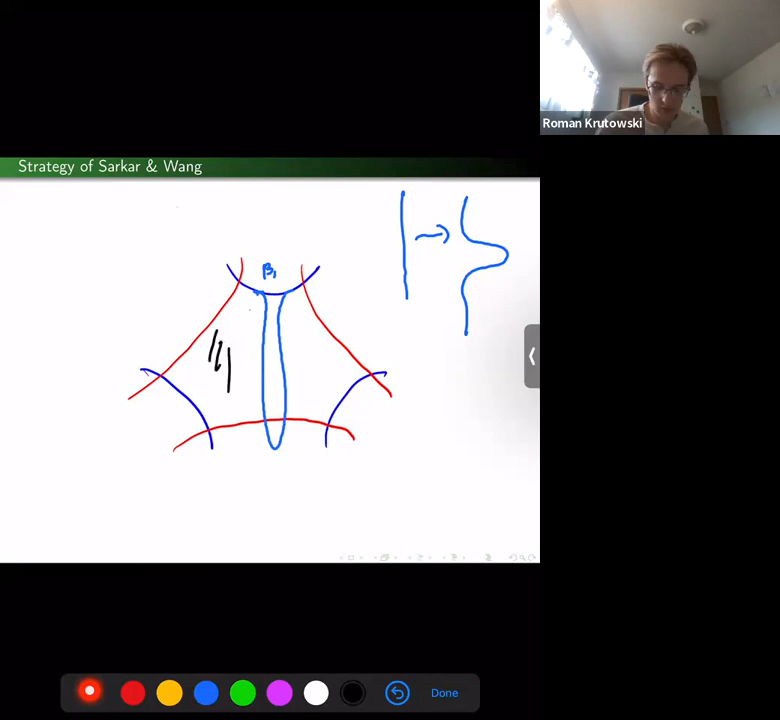 Roman Krutowski
Strategy of Sarkar & Wang
β₁
Done